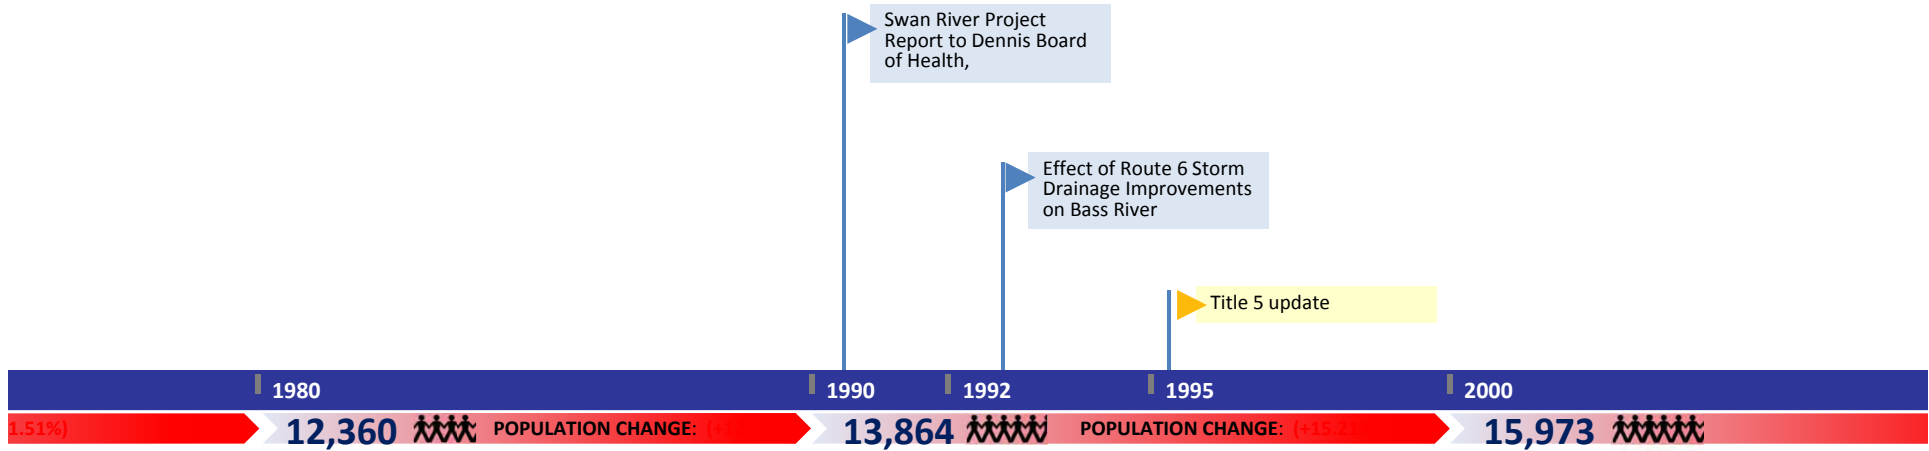 Swan River Project
Report to Dennis Board
of Health,
Effect of Route 6 Storm
Drainage Improvements
on Bass River
Title 5 update
1980 1990 1992 1995 2000
1.51%) 12,360 POPULATION CHANGE: 13,864 POPULATION CHANGE: (+15.21% 15,973